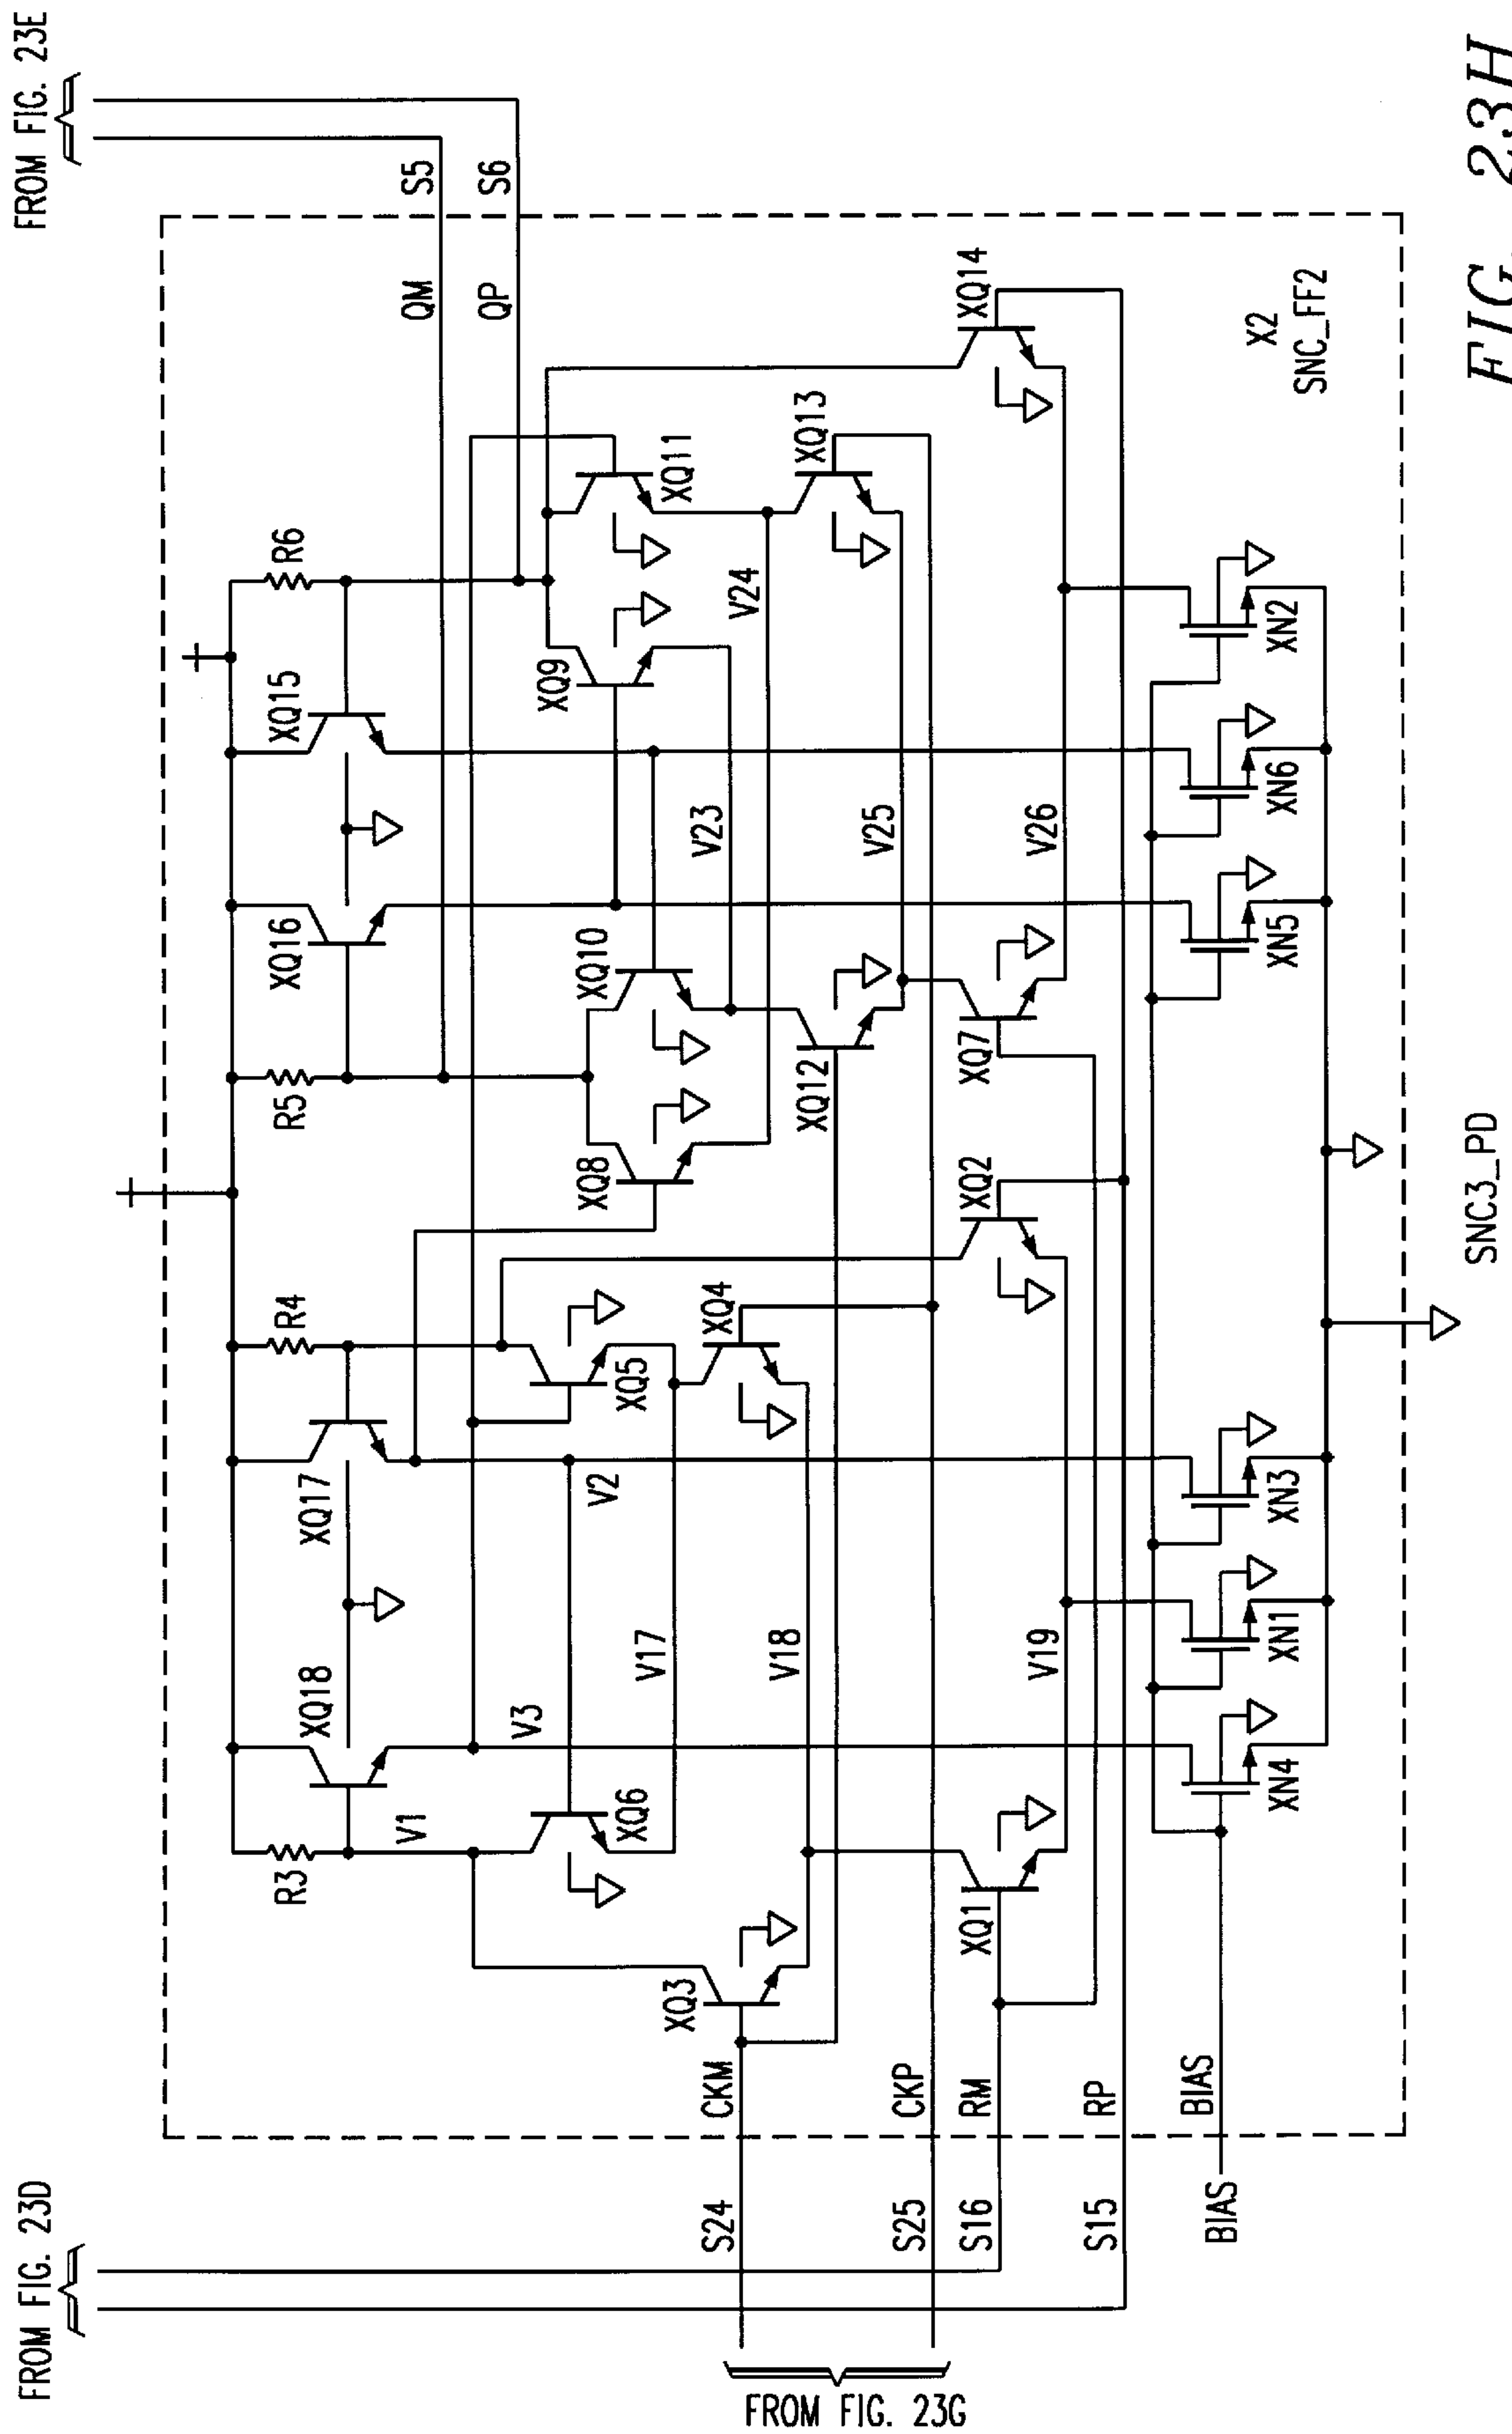 FROM FIG. 23E
FROM FIG. 23D
S5
S6
QM
QP
R3
R4
R5
R6
XQ18
XQ17
XQ16
XQ15
V1
V3
V2
XQ6
XQ5
XQ8
XQ10
XQ9
XQ11
V17
V23
V24
XQ3
XQ4
XQ12
XQ13
V18
V25
CKM
S24
CKP
S25
FROM FIG. 23G
RM
S16
XQ1
XQ2
XQ7
XQ14
V19
V26
RP
S15
BIAS
BIAS
XN4
XN1
XN3
XN5
XN6
XN2
X2
SNC_FF2
SNC3_PD
FIG. 23H